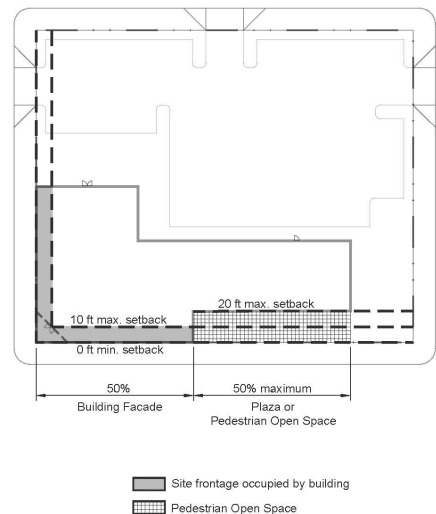 20 ft max. setback
10 ft max. setback
0 ft min. setback
50%
50% maximum
Building Facade
Plaza or
Pedestrian Open Space
Site frontage occupied by building
Pedestrian Open Space